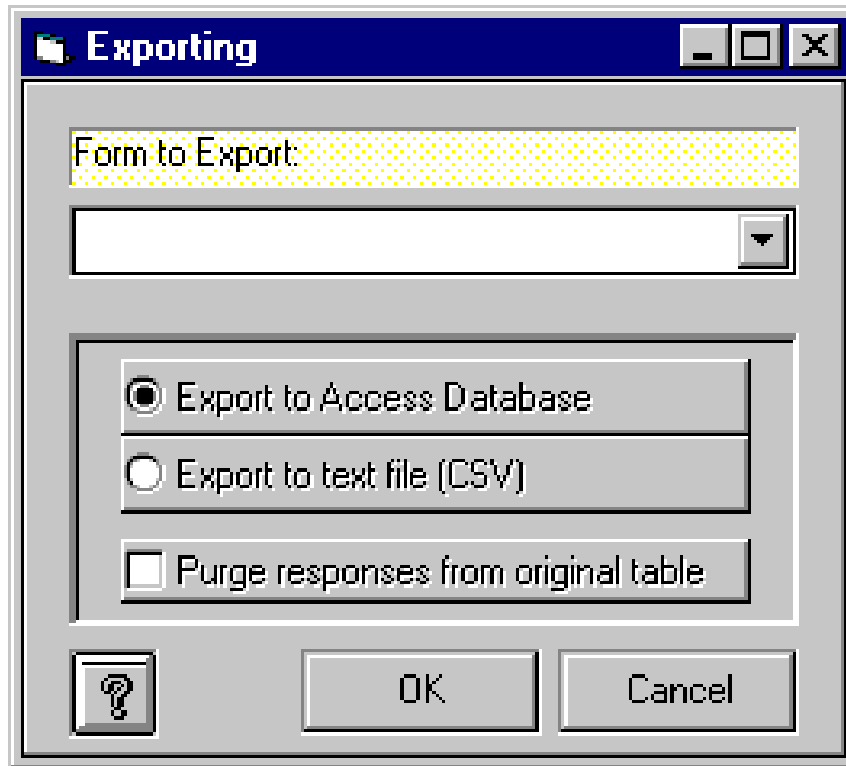 Exporting
Form to Export:
Export to Access Database
Export to text file (CSV)
Purge responses from original table
?
OK Cancel